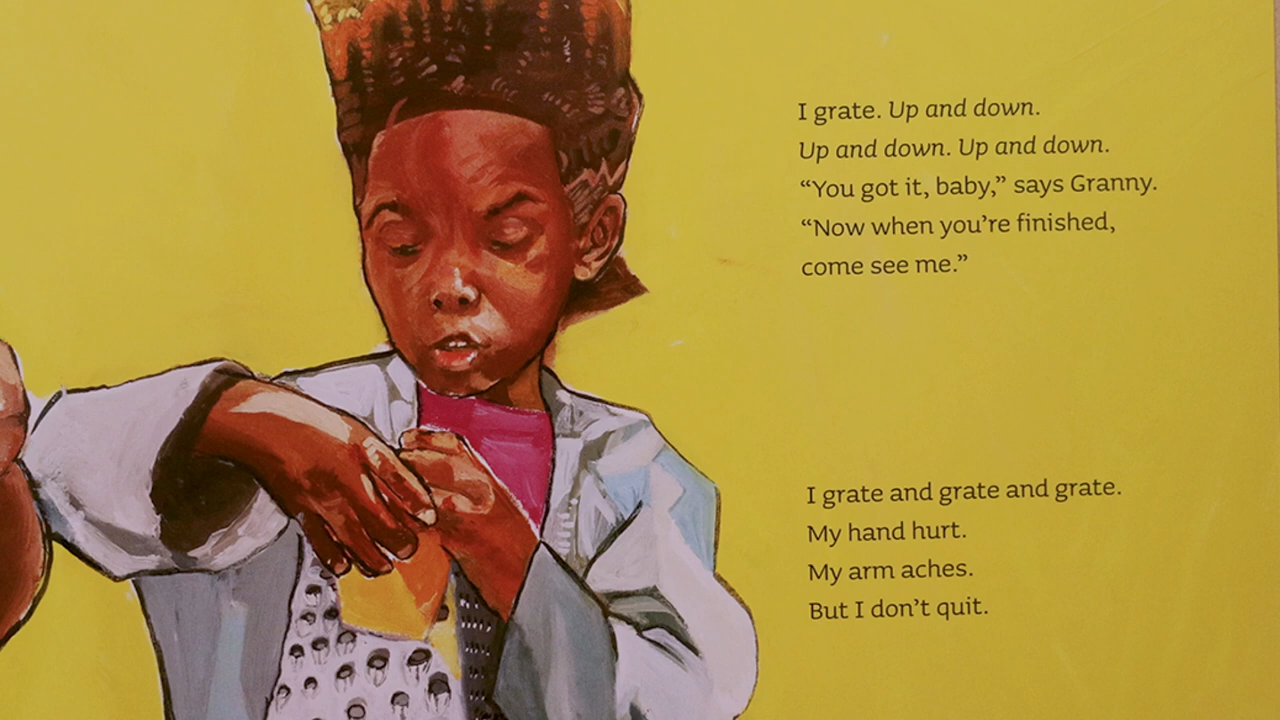 I grate. Up and down.
Up and down. Up and down.
“You got it, baby,” says Granny.
“Now when you’re finished,
come see me.”
I grate and grate and grate.
My hand hurt.
My arm aches.
But I don’t quit.